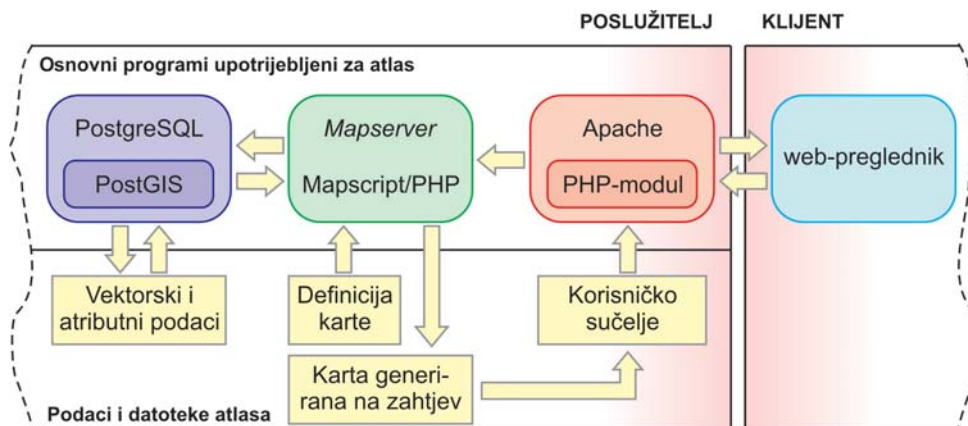 POSLUŽITELJ
KLIJENT
Osnovni programi upotrijebljeni za atlas
PostgreSQL
PostGIS
Mapserver
Mapscript/PHP
Apache
PHP-modul
web-preglednik
Vektorski i
atributni podaci
Definicija
karte
Korisničko
sučelje
Karta generi-
rana na zahtjev
Podaci i datoteke atlasa